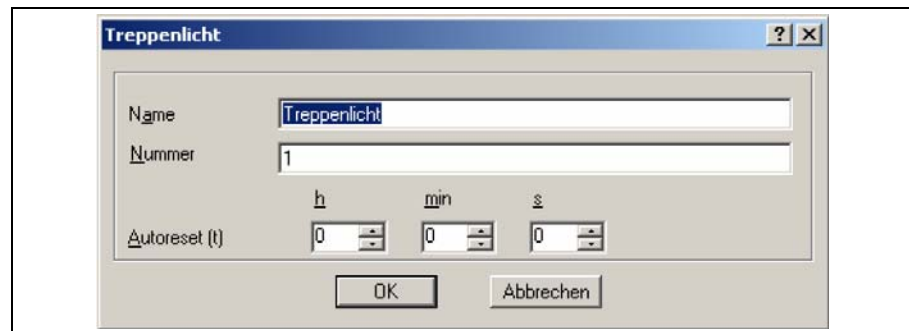 Treppenlicht
Name Treppenlicht
Nummer 1
h min s
Autoreset (t) 0 0 0
OK Abbrechen